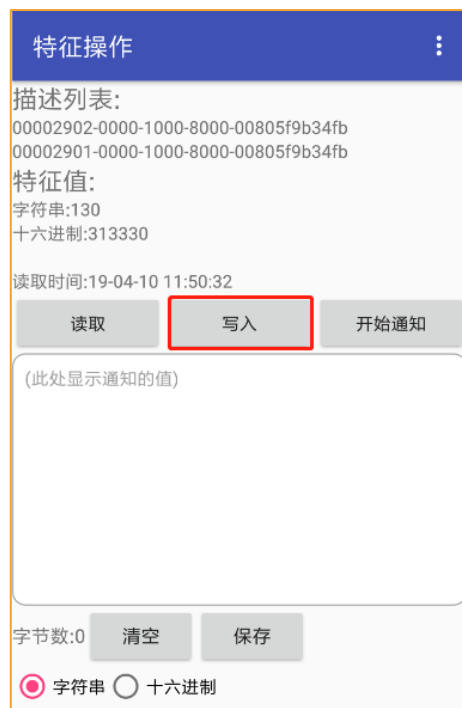 特征操作
描述列表:
00002902-0000-1000-8000-00805f9b34fb
00002901-0000-1000-8000-00805f9b34fb
特征值:
字符串:130
十六进制:313330
读取时间:19-04-10 11:50:32
读取 写入 开始通知
(此处显示通知的值)
字节数:0 清空 保存
字符串 十六进制